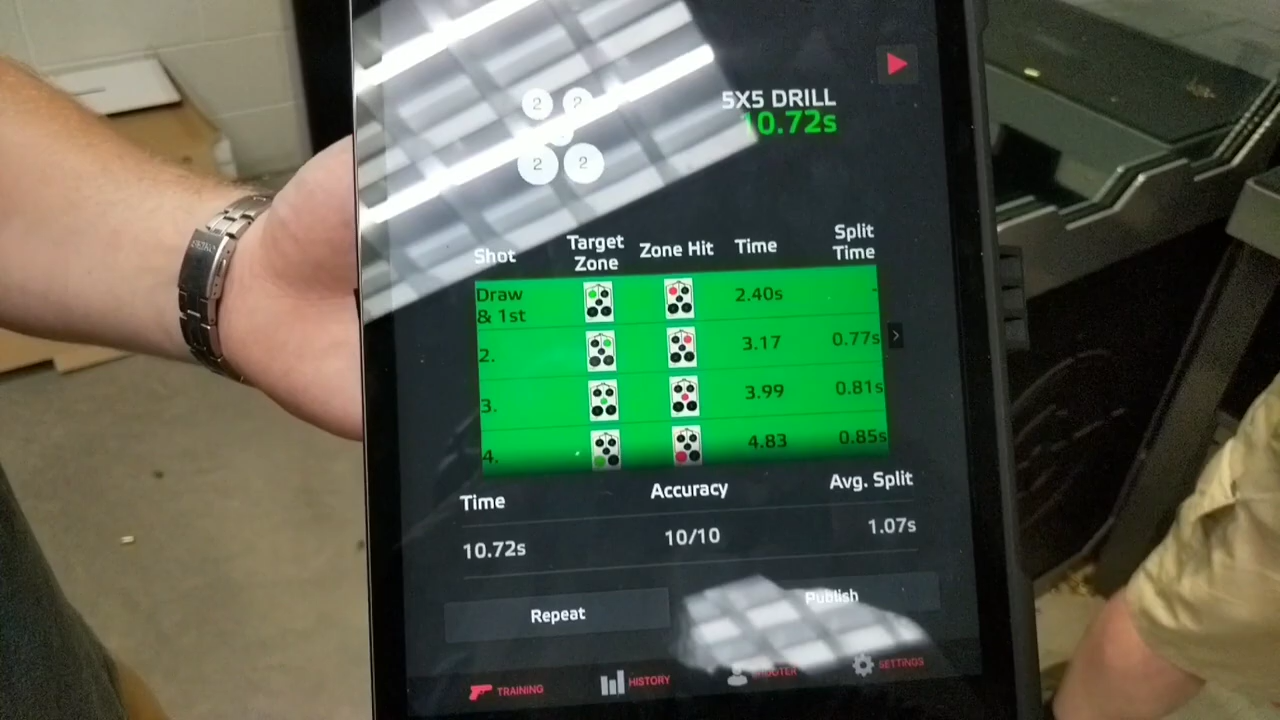 5X5 DRILL
10.72s
2 2
2 2
Shot Target Zone Zone Hit Time Split Time
Draw & 1st 2.40s -
2. 3.17 0.77s
3. 3.99 0.81s
4. 4.83 0.85s
Time Accuracy Avg. Split
10.72s 10/10 1.07s
Repeat Publish
TRAINING HISTORY SHOOTER SETTINGS